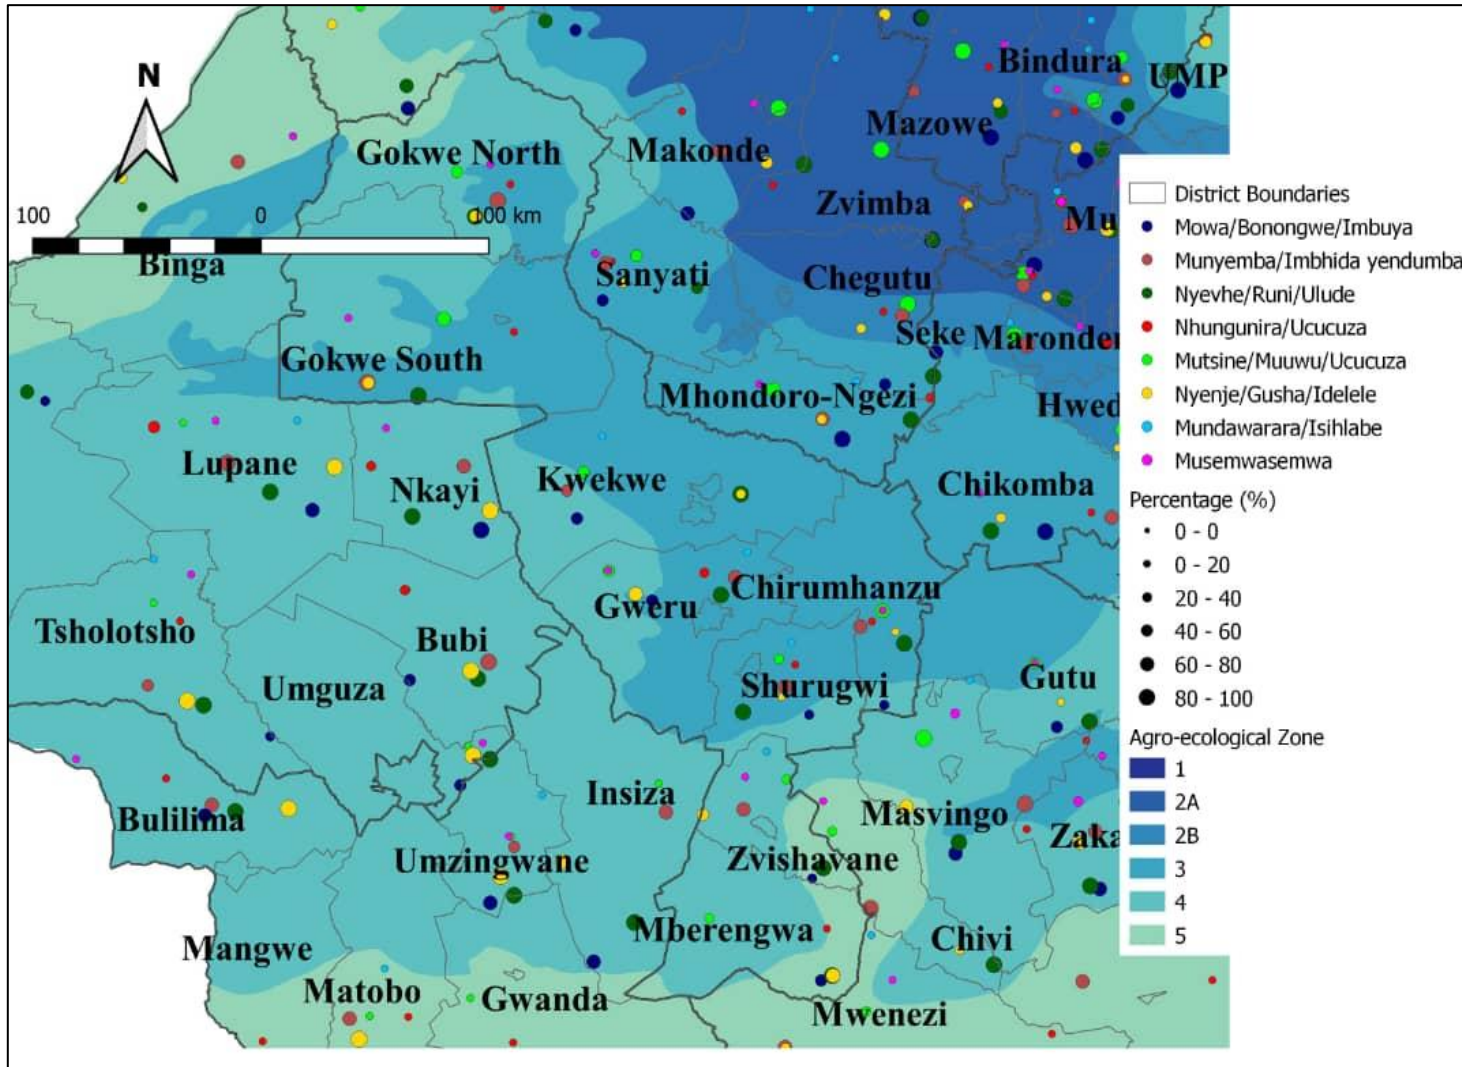 N
100 0 100 km
Bindura
UMP
Mazowe
Gokwe North
Makonde
Zvimba
Mu
Binga
Sanyati
Chegutu
Seke
Maronder
Gokwe South
Mhondoro-Ngezi
Hwed
Lupane
Nkayi
Kwekwe
Chikomba
Tsholotsho
Bubi
Gweru
Chirumhanzu
Umguza
Shurugwi
Gutu
Bulilima
Insiza
Masvingo
Zaka
Umzingwane
Zvishavane
Mangwe
Mberengwa
Chivi
Matobo
Gwanda
Mwenezi
District Boundaries
Mowa/Bonongwe/Imbuya
Munyemba/Imbhida yendumba
Nyevhe/Runi/Ulude
Nhungunira/Ucucuza
Mutsine/Muuwu/Ucucuza
Nyenje/Gusha/Idelele
Mundawarara/Isihlabe
Musemwasemwa
Percentage (%)
0 - 0
0 - 20
20 - 40
40 - 60
60 - 80
80 - 100
Agro-ecological Zone
1
2A
2B
3
4
5